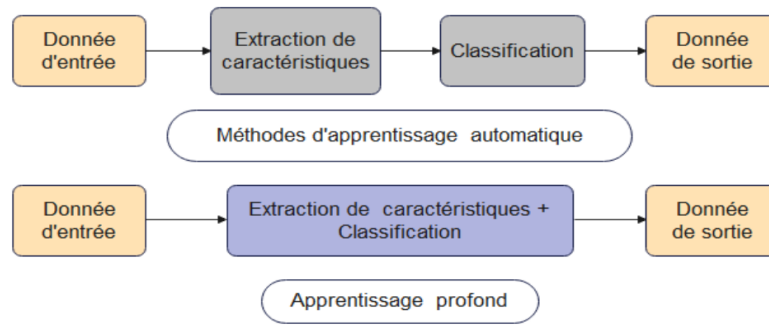 Donnée
d'entrée
Extraction de
caractéristiques
Classification
Donnée
de sortie
Méthodes d'apprentissage automatique
Donnée
d'entrée
Extraction de caractéristiques +
Classification
Donnée
de sortie
Apprentissage profond